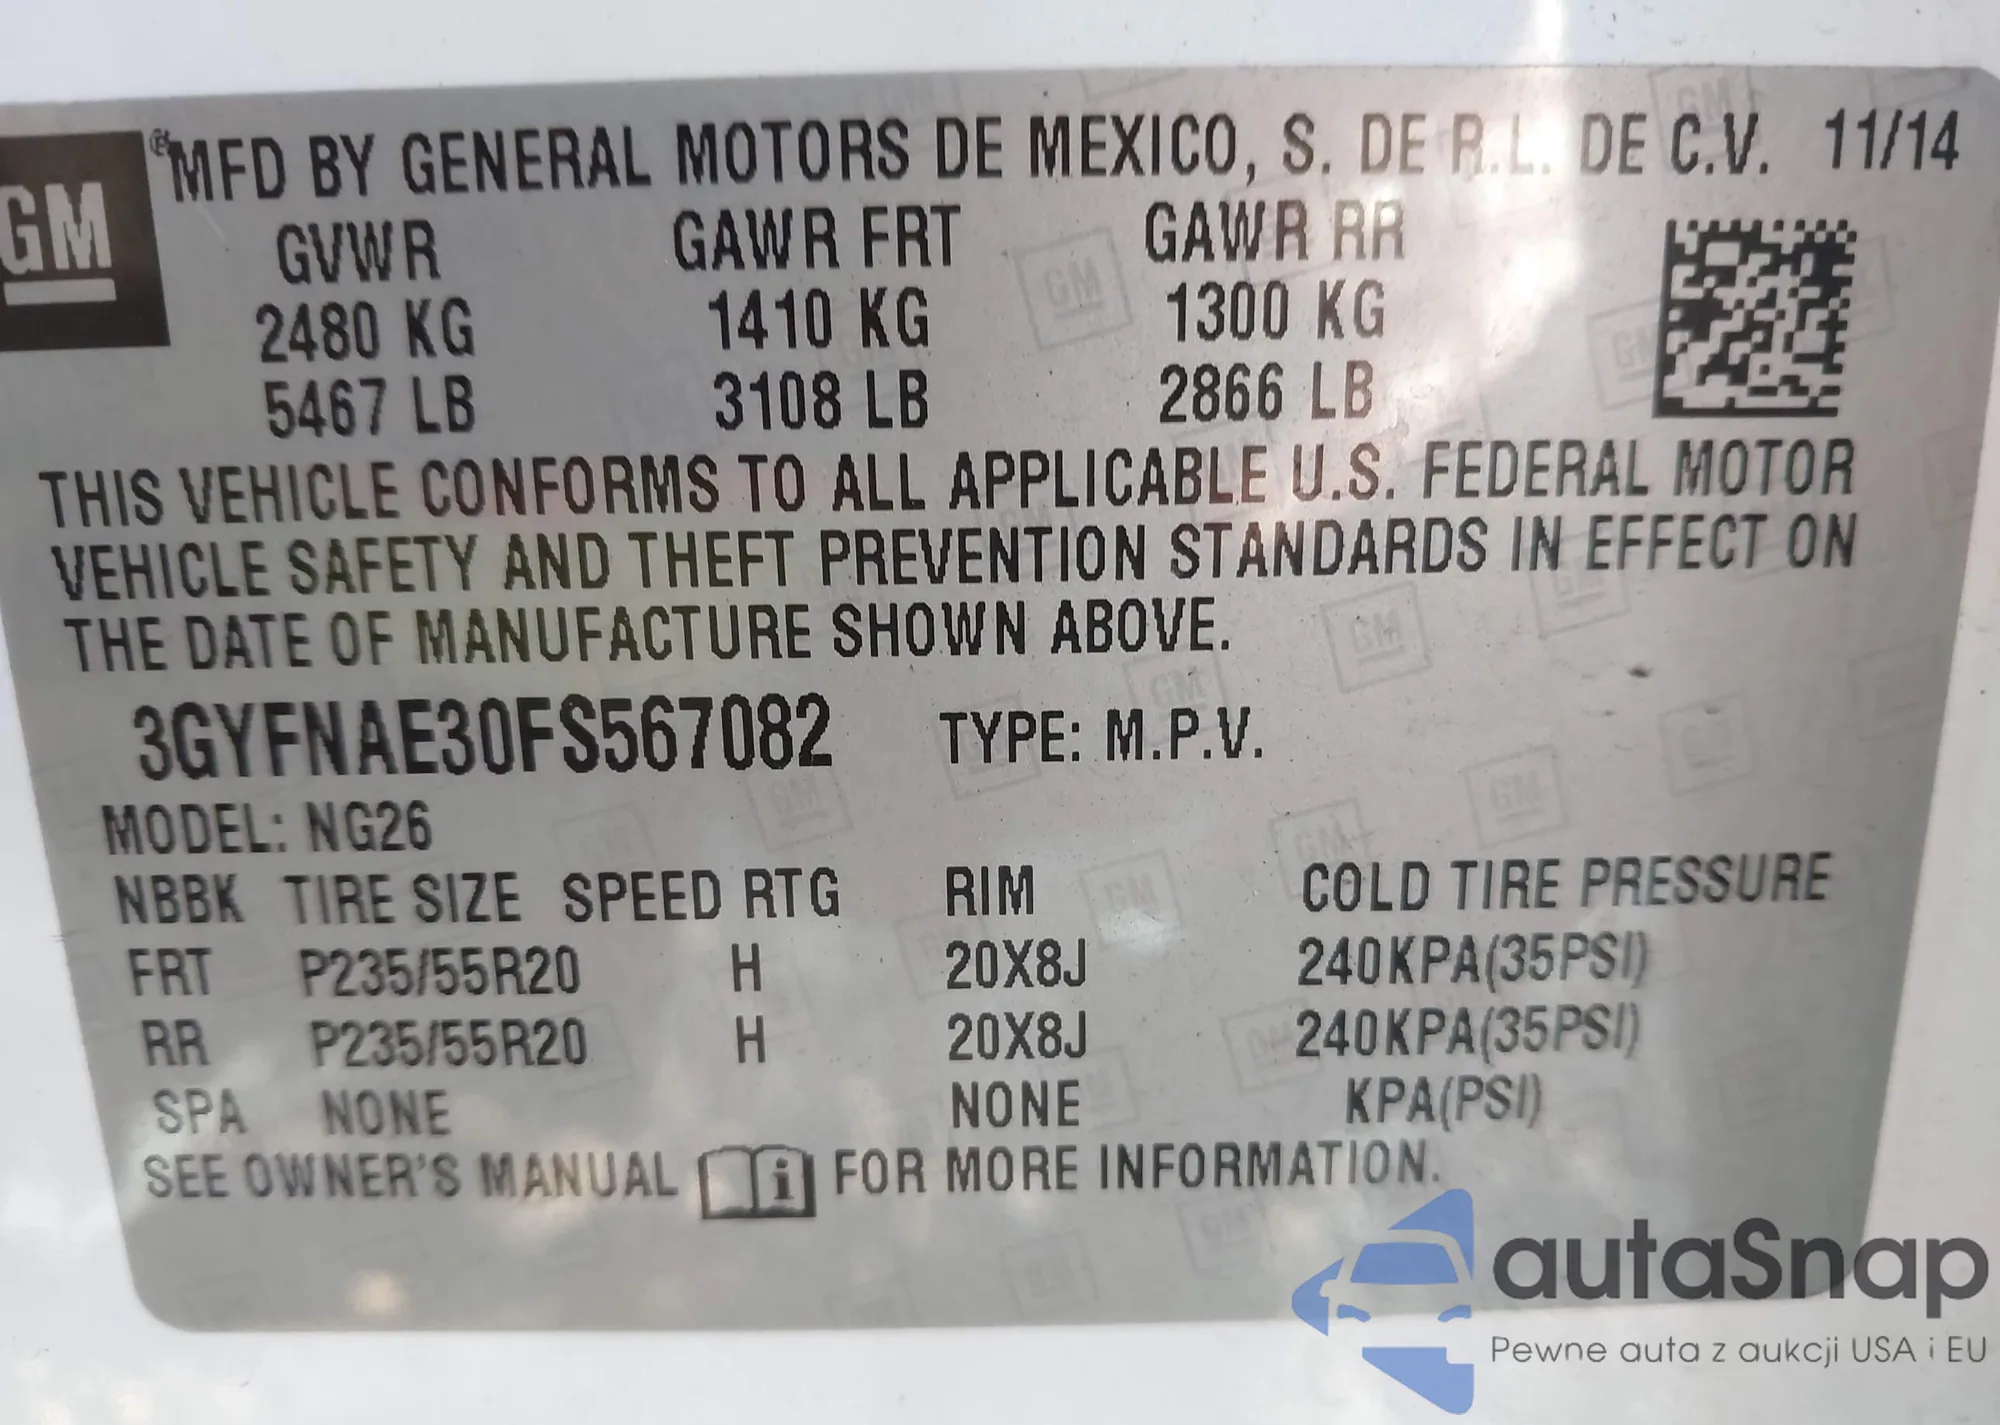 GM
® MFD BY GENERAL MOTORS DE MEXICO, S. DE R.L. DE C.V. 11/14
GVWR GAWR FRT GAWR RR
2480 KG 1410 KG 1300 KG
5467 LB 3108 LB 2866 LB
THIS VEHICLE CONFORMS TO ALL APPLICABLE U.S. FEDERAL MOTOR
VEHICLE SAFETY AND THEFT PREVENTION STANDARDS IN EFFECT ON
THE DATE OF MANUFACTURE SHOWN ABOVE.
3GYFNAE30FS567082 TYPE: M.P.V.
MODEL: NG26
NBBK TIRE SIZE SPEED RTG RIM COLD TIRE PRESSURE
FRT P235/55R20 H 20X8J 240KPA(35PSI)
RR P235/55R20 H 20X8J 240KPA(35PSI)
SPA NONE NONE KPA(PSI)
SEE OWNER'S MANUAL i FOR MORE INFORMATION.
autaSnap
Pewne auta z aukcji USA i EU